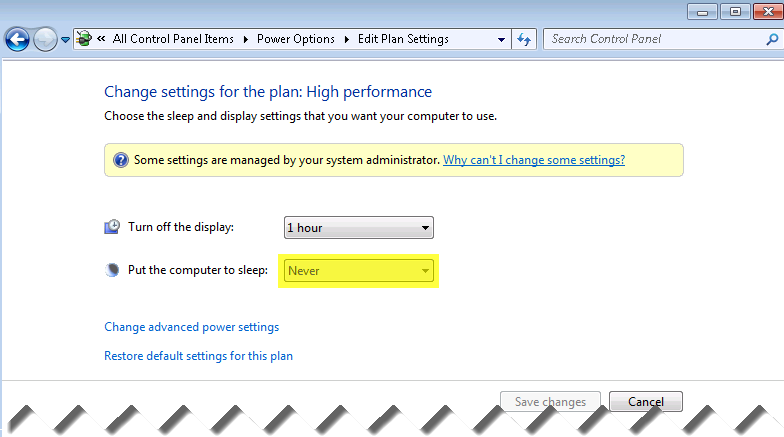 « All Control Panel Items ▸ Power Options ▸ Edit Plan Settings
Search Control Panel
Change settings for the plan: High performance
Choose the sleep and display settings that you want your computer to use.
Some settings are managed by your system administrator. Why can't I change some settings?
Turn off the display: 1 hour
Put the computer to sleep: Never
Change advanced power settings
Restore default settings for this plan
Save changes Cancel